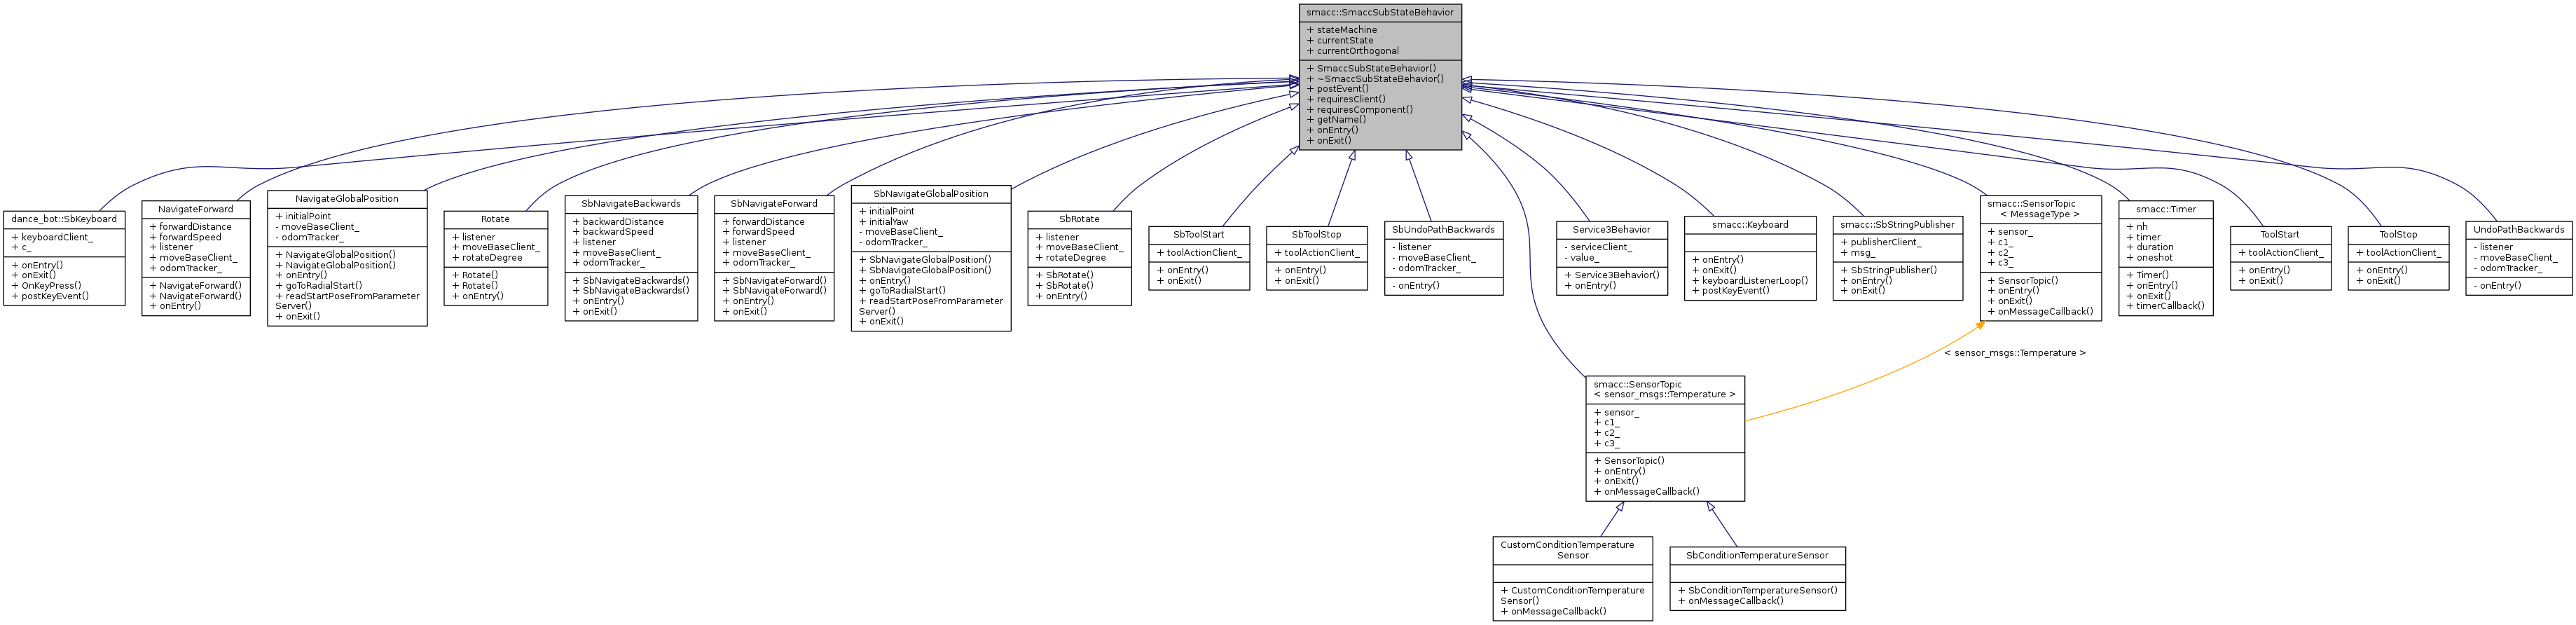 smacc::SmaccSubStateBehavior
+ stateMachine
+ currentState
+ currentOrthogonal
+ SmaccSubStateBehavior()
+ ~SmaccSubStateBehavior()
+ postEvent()
+ requiresClient()
+ requiresComponent()
+ getName()
+ onEntry()
+ onExit()
dance_bot::SbKeyboard
+ keyboardClient_
+ c_
+ onEntry()
+ onExit()
+ OnKeyPress()
+ postKeyEvent()
NavigateForward
+ forwardDistance
+ forwardSpeed
+ listener
+ moveBaseClient_
+ odomTracker_
+ NavigateForward()
+ NavigateForward()
+ onEntry()
NavigateGlobalPosition
+ initialPoint
- moveBaseClient_
- odomTracker_
+ NavigateGlobalPosition()
+ NavigateGlobalPosition()
+ onEntry()
+ goToRadialStart()
+ readStartPoseFromParameter
Server()
+ onExit()
Rotate
+ listener
+ moveBaseClient_
+ rotateDegree
+ Rotate()
+ Rotate()
+ onEntry()
SbNavigateBackwards
+ backwardDistance
+ backwardSpeed
+ listener
+ moveBaseClient_
+ odomTracker_
+ SbNavigateBackwards()
+ SbNavigateBackwards()
+ onEntry()
+ onExit()
SbNavigateForward
+ forwardDistance
+ forwardSpeed
+ listener
+ moveBaseClient_
+ odomTracker_
+ SbNavigateForward()
+ SbNavigateForward()
+ onEntry()
+ onExit()
SbNavigateGlobalPosition
+ initialPoint
+ initialYaw
- moveBaseClient_
- odomTracker_
+ SbNavigateGlobalPosition()
+ SbNavigateGlobalPosition()
+ onEntry()
+ goToRadialStart()
+ readStartPoseFromParameter
Server()
+ onExit()
SbRotate
+ listener
+ moveBaseClient_
+ rotateDegree
+ SbRotate()
+ SbRotate()
+ onEntry()
SbToolStart
+ toolActionClient_
+ onEntry()
+ onExit()
SbToolStop
+ toolActionClient_
+ onEntry()
+ onExit()
SbUndoPathBackwards
- listener
- moveBaseClient_
- odomTracker_
- onEntry()
Service3Behavior
- serviceClient_
- value_
+ Service3Behavior()
+ onEntry()
smacc::Keyboard
+ onEntry()
+ onExit()
+ keyboardListenerLoop()
+ postKeyEvent()
smacc::SbStringPublisher
+ publisherClient_
+ msg_
+ SbStringPublisher()
+ onEntry()
+ onExit()
smacc::SensorTopic
< MessageType >
+ sensor_
+ c1_
+ c2_
+ c3_
+ SensorTopic()
+ onEntry()
+ onExit()
+ onMessageCallback()
smacc::Timer
+ nh
+ timer
+ duration
+ oneshot
+ Timer()
+ onEntry()
+ onExit()
+ timerCallback()
ToolStart
+ toolActionClient_
+ onEntry()
+ onExit()
ToolStop
+ toolActionClient_
+ onEntry()
+ onExit()
UndoPathBackwards
- listener
- moveBaseClient_
- odomTracker_
- onEntry()
< sensor_msgs::Temperature >
smacc::SensorTopic
< sensor_msgs::Temperature >
+ sensor_
+ c1_
+ c2_
+ c3_
+ SensorTopic()
+ onEntry()
+ onExit()
+ onMessageCallback()
CustomConditionTemperature
Sensor
+ CustomConditionTemperature
Sensor()
+ onMessageCallback()
SbConditionTemperatureSensor
+ SbConditionTemperatureSensor()
+ onMessageCallback()